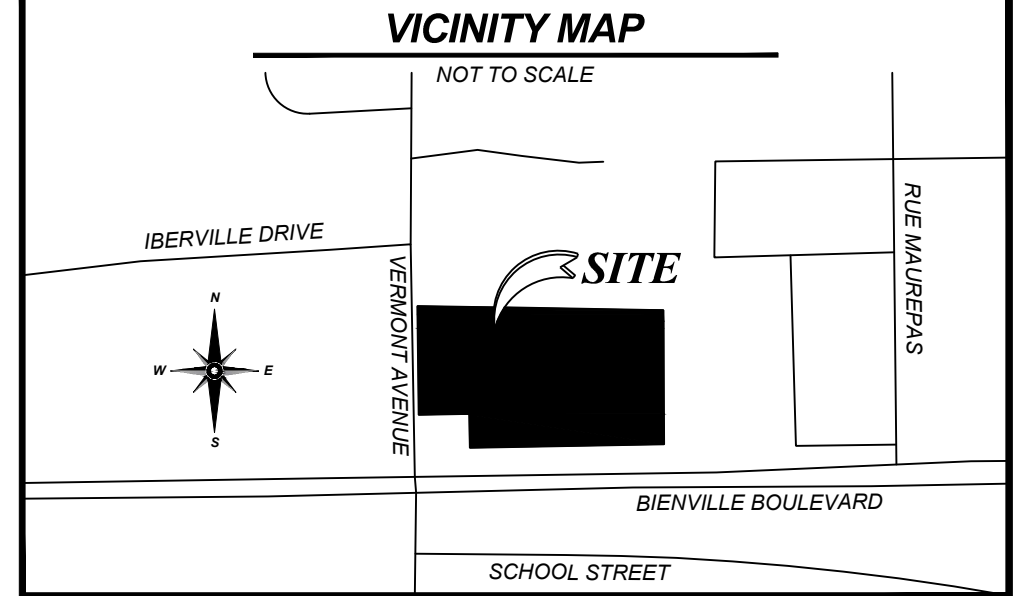 VICINITY MAP
NOT TO SCALE
IBERVILLE DRIVE
VERMONT AVENUE
SITE
RUE MAUREPAS
N
W
E
S
BIENVILLE BOULEVARD
SCHOOL STREET